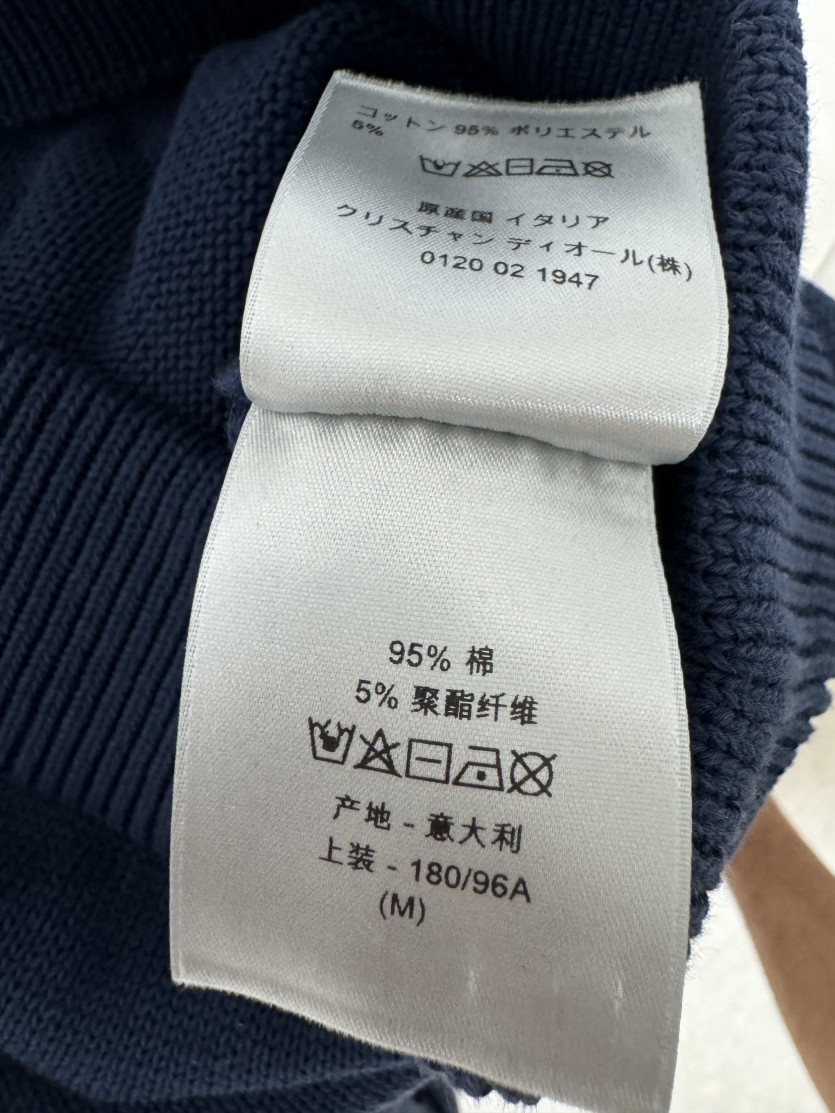 コットン 95% ポリエステル
5%
原産国 イタリア
クリスチャン ディオール(株)
0120 02 1947
95% 棉
5% 聚酯纤维
产地 - 意大利
上装 - 180/96A
(M)